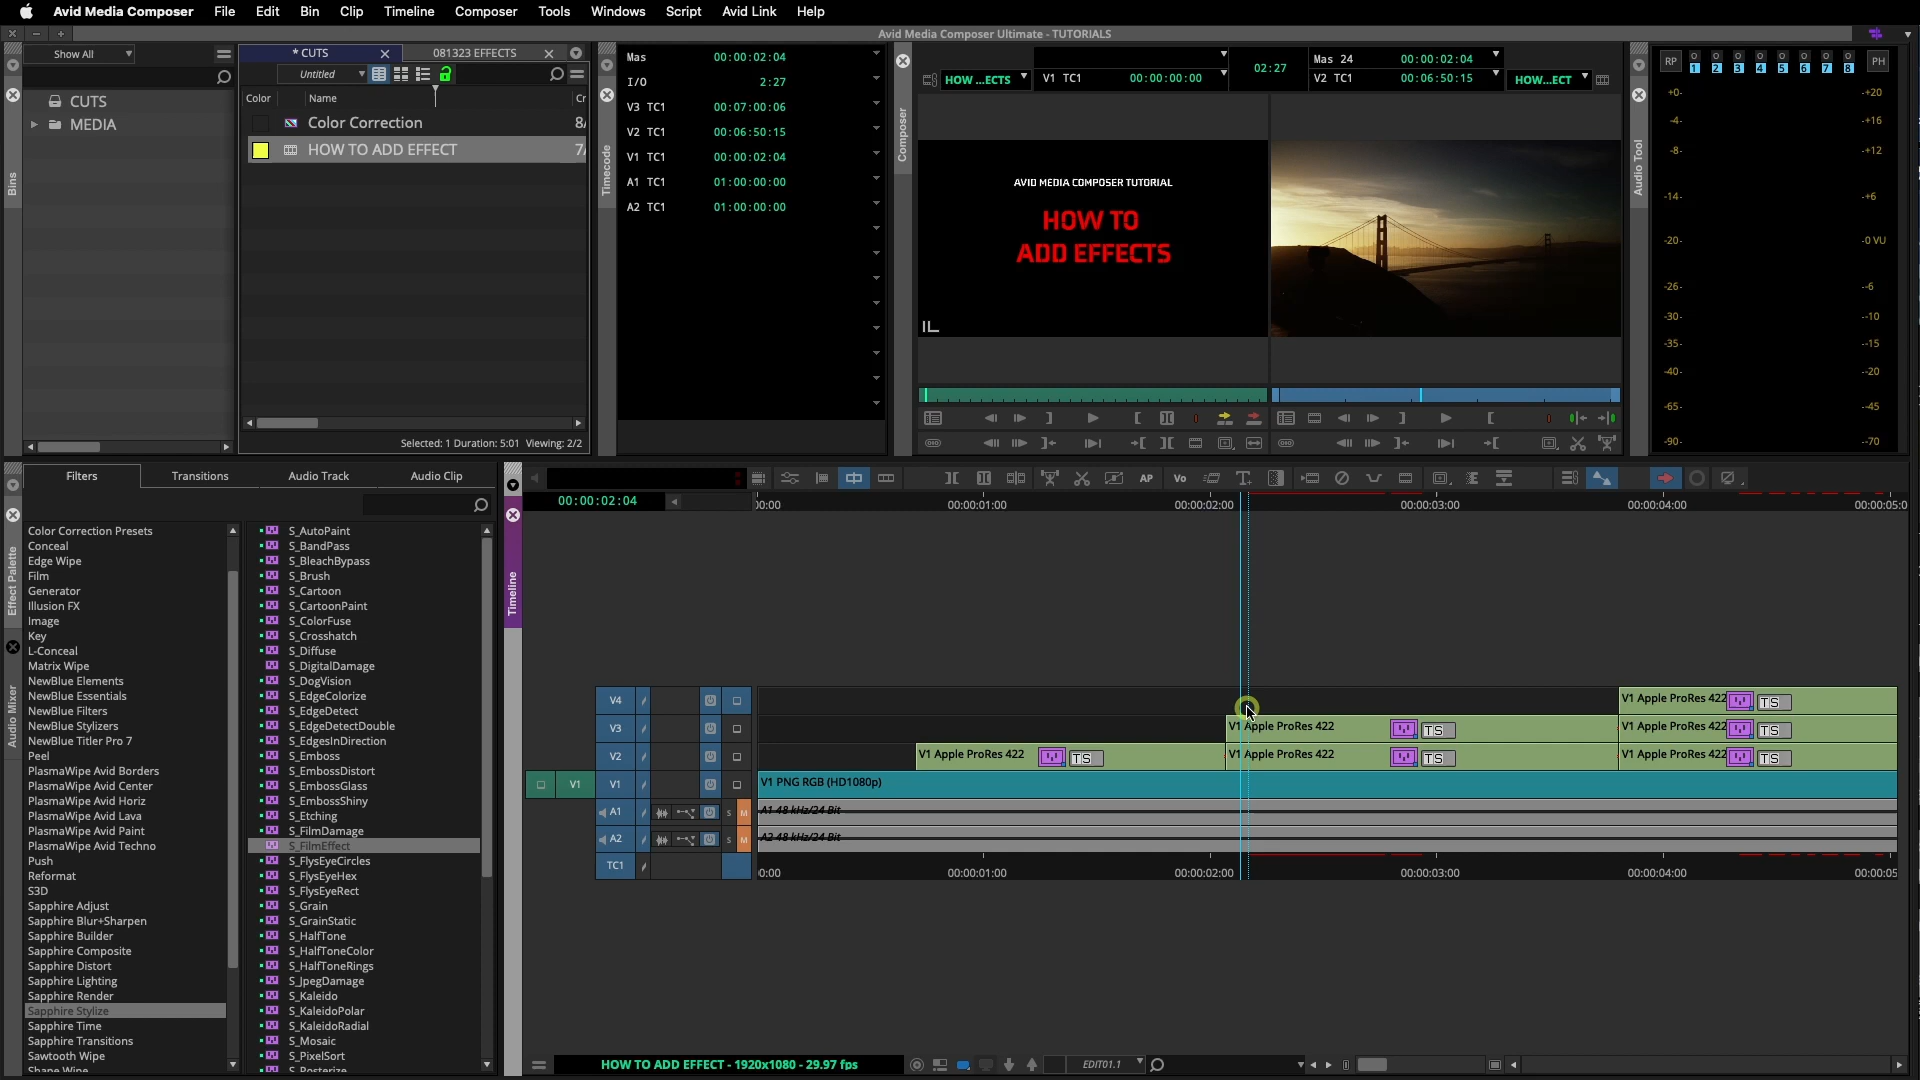 Avid Media Composer File Edit Bin Clip Timeline Composer Tools Windows Script Avid Link Help
Avid Media Composer Ultimate - TUTORIALS
Show All
CUTS
MEDIA
Bins
* CUTS
081323 EFFECTS
Untitled
Color Name Cr
Color Correction 8/
HOW TO ADD EFFECT 7/
Selected: 1 Duration: 5:01 Viewing: 2/2
Timecode
Mas 00:00:02:04
I/O 2:27
V3 TC1 00:07:00:06
V2 TC1 00:06:50:15
V1 TC1 00:00:02:04
A1 TC1 01:00:00:00
A2 TC1 01:00:00:00
Composer
HOW ...ECTS V1 TC1 00:00:00:00 02:27
Mas 24 00:00:02:04
V2 TC1 00:06:50:15 HOW...ECT
AVID MEDIA COMPOSER TUTORIAL
HOW TO
ADD EFFECTS
Audio Tool
RP 1 2 3 4 5 6 7 8 PH
+0- -+20
-4- -+16
-8- -+12
-14- -+6
-20- -0 VU
-26- --6
-30- --10
-35- --15
-40- --20
-65- --45
-90- --70
Filters Transitions Audio Track Audio Clip
Effect Palette
Audio Mixer
Color Correction Presets
Conceal
Edge Wipe
Film
Generator
Illusion FX
Image
Key
L-Conceal
Matrix Wipe
NewBlue Elements
NewBlue Essentials
NewBlue Filters
NewBlue Stylizers
NewBlue Titler Pro 7
Peel
PlasmaWipe Avid Borders
PlasmaWipe Avid Center
PlasmaWipe Avid Horiz
PlasmaWipe Avid Lava
PlasmaWipe Avid Paint
PlasmaWipe Avid Techno
Push
Reformat
S3D
Sapphire Adjust
Sapphire Blur+Sharpen
Sapphire Builder
Sapphire Composite
Sapphire Distort
Sapphire Lighting
Sapphire Render
Sapphire Stylize
Sapphire Time
Sapphire Transitions
Sawtooth Wipe
Shape Wipe
S_AutoPaint
S_BandPass
S_BleachBypass
S_Brush
S_Cartoon
S_CartoonPaint
S_ColorFuse
S_Crosshatch
S_Diffuse
S_DigitalDamage
S_DogVision
S_EdgeColorize
S_EdgeDetect
S_EdgeDetectDouble
S_EdgesInDirection
S_Emboss
S_EmbossDistort
S_EmbossGlass
S_EmbossShiny
S_Etching
S_FilmDamage
S_FilmEffect
S_FlysEyeCircles
S_FlysEyeHex
S_FlysEyeRect
S_Grain
S_GrainStatic
S_HalfTone
S_HalfToneColor
S_HalfToneRings
S_JpegDamage
S_Kaleido
S_KaleidoPolar
S_KaleidoRadial
S_Mosaic
S_PixelSort
S_Posterize
Timeline
AP Vo
00:00:02:04
00:00 00:00:01:00 00:00:02:00 00:00:03:00 00:00:04:00 00:00:05:0
V4 V1 Apple ProRes 422 TS
V3 V1 Apple ProRes 422 TS V1 Apple ProRes 422 TS
V2 V1 Apple ProRes 422 TS V1 Apple ProRes 422 TS V1 Apple ProRes 422 TS
V1 V1 V1 PNG RGB (HD1080p)
A1 S M A1 48 kHz/24 Bit
A2 S M A2 48 kHz/24 Bit
TC1
00:00 00:00:01:00 00:00:02:00 00:00:03:00 00:00:04:00 00:00:05
HOW TO ADD EFFECT - 1920x1080 - 29.97 fps
EDIT01.1